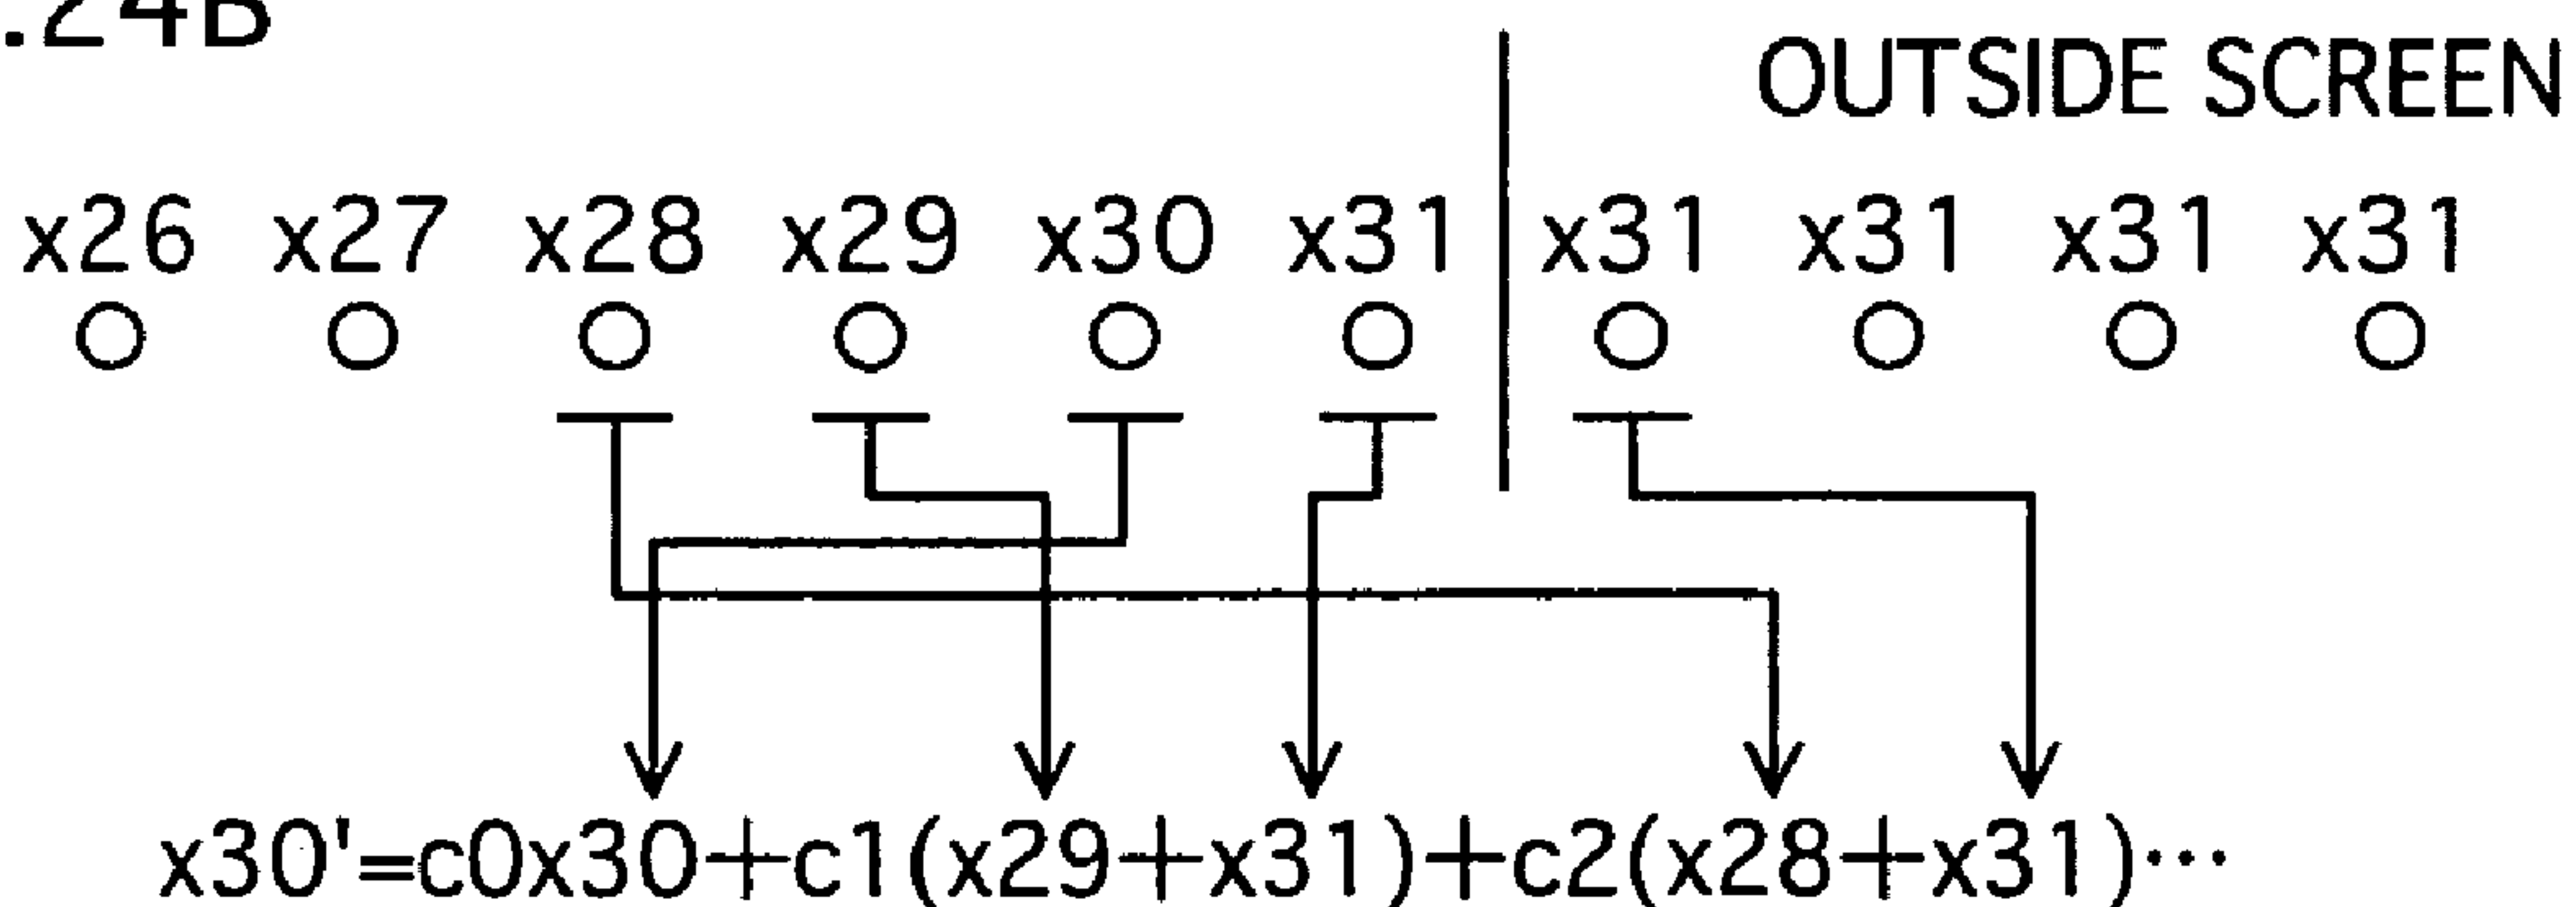 .24B
OUTSIDE SCREEN
x26 x27 x28 x29 x30 x31 x31 x31 x31 x31
x30'=c0x30+c1(x29+x31)+c2(x28+x31)···